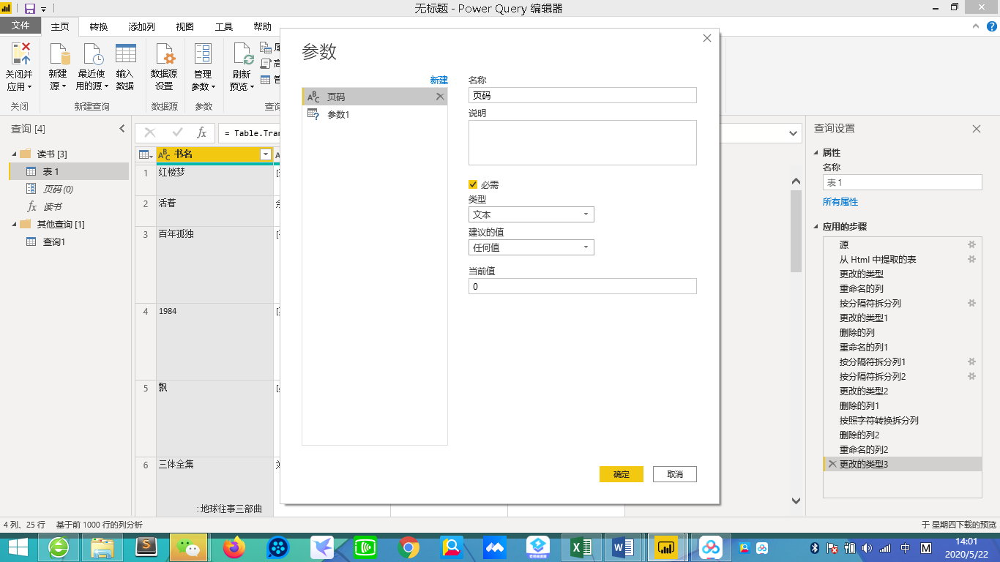 无标题 - Power Query 编辑器
文件 主页 转换 添加列 视图 工具 帮助
关闭并应用 新建源 最近使用的源 输入数据 数据源设置 管理参数 刷新预览
关闭 新建查询 数据源 参数
查询 [4]
= Table.Tran
读书 [3]
表 1
页码 (0)
读书
其他查询 [1]
查询1
书名
1 红楼梦
2 活着
3 百年孤独
4 1984
5 飘
6 三体全集
: 地球往事三部曲
参数
新建
页码
参数1
名称
页码
说明
必需
类型
文本
建议的值
任何值
当前值
0
确定 取消
查询设置
属性
名称
表 1
所有属性
应用的步骤
源
从 Html 中提取的表
更改的类型
重命名的列
按分隔符拆分列
更改的类型1
删除的列
重命名的列1
按分隔符拆分列1
按分隔符拆分列2
更改的类型2
删除的列1
按照字符转换拆分列
删除的列2
重命名的列2
更改的类型3
4 列、25 行 基于前 1000 行的列分析
于 星期四下载的预览
中 M
14:01
2020/5/22